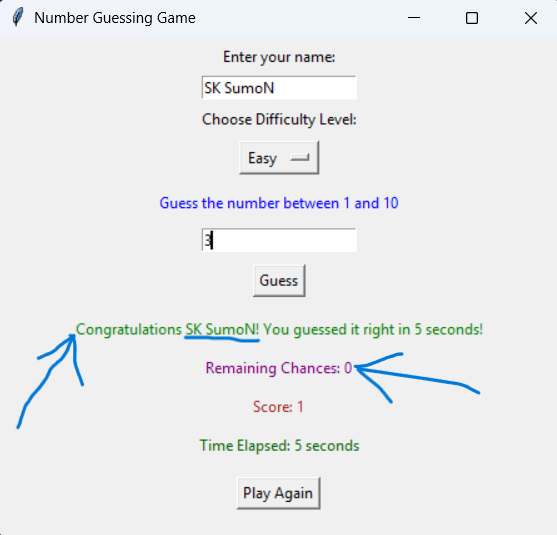 Number Guessing Game
Enter your name:
SK SumoN
Choose Difficulty Level:
Easy
Guess the number between 1 and 10
3
Guess
Congratulations SK SumoN! You guessed it right in 5 seconds!
Remaining Chances: 0
Score: 1
Time Elapsed: 5 seconds
Play Again